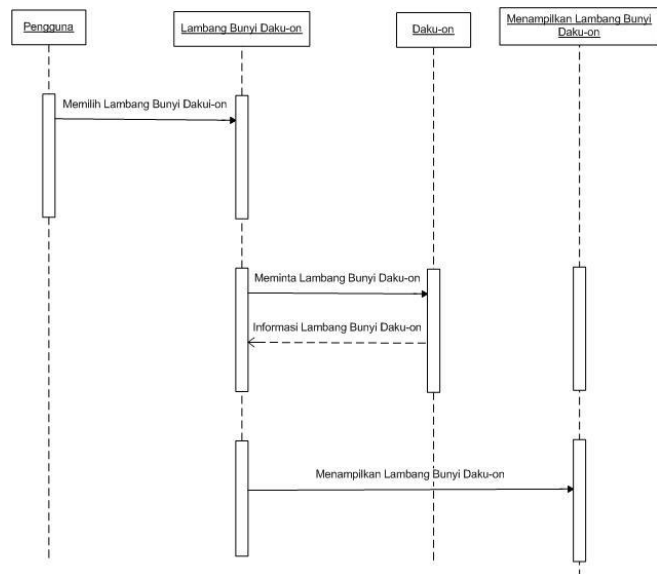 Pengguna
Lambang Bunyi Daku-on
Daku-on
Menampilkan Lambang Bunyi
Daku-on
Memilih Lambang Bunyi Dakui-on
Meminta Lambang Bunyi Daku-on
Informasi Lambang Bunyi Daku-on
Menampilkan Lambang Bunyi Daku-on